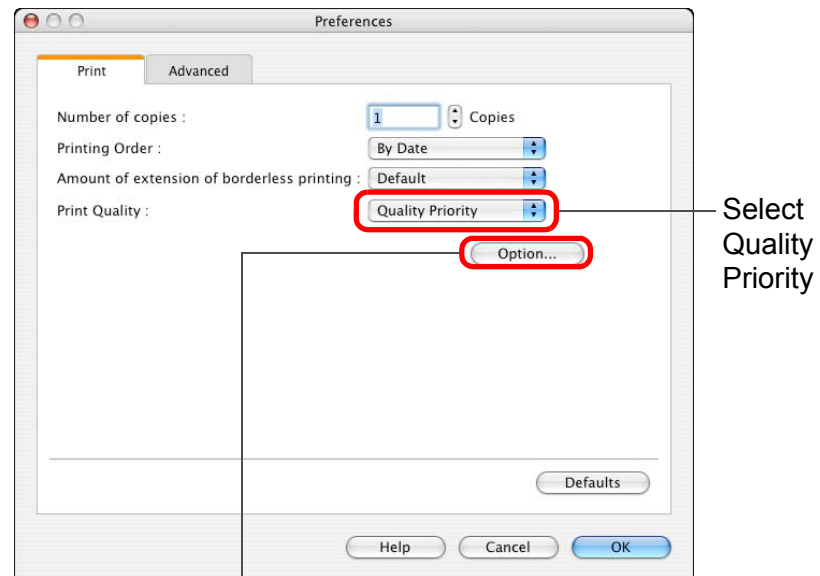 Preferences
Print Advanced
Number of copies : 1 Copies
Printing Order : By Date
Amount of extension of borderless printing : Default
Print Quality : Quality Priority
Option...
Select
Quality
Priority
Defaults
Help Cancel OK